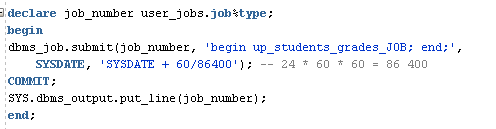 declare job_number user_jobs.job%type;
begin
dbms_job.submit(job_number, 'begin up_students_grades_JOB; end;',
SYSDATE, 'SYSDATE + 60/86400'); -- 24 * 60 * 60 = 86 400
COMMIT;
SYS.dbms_output.put_line(job_number);
end;